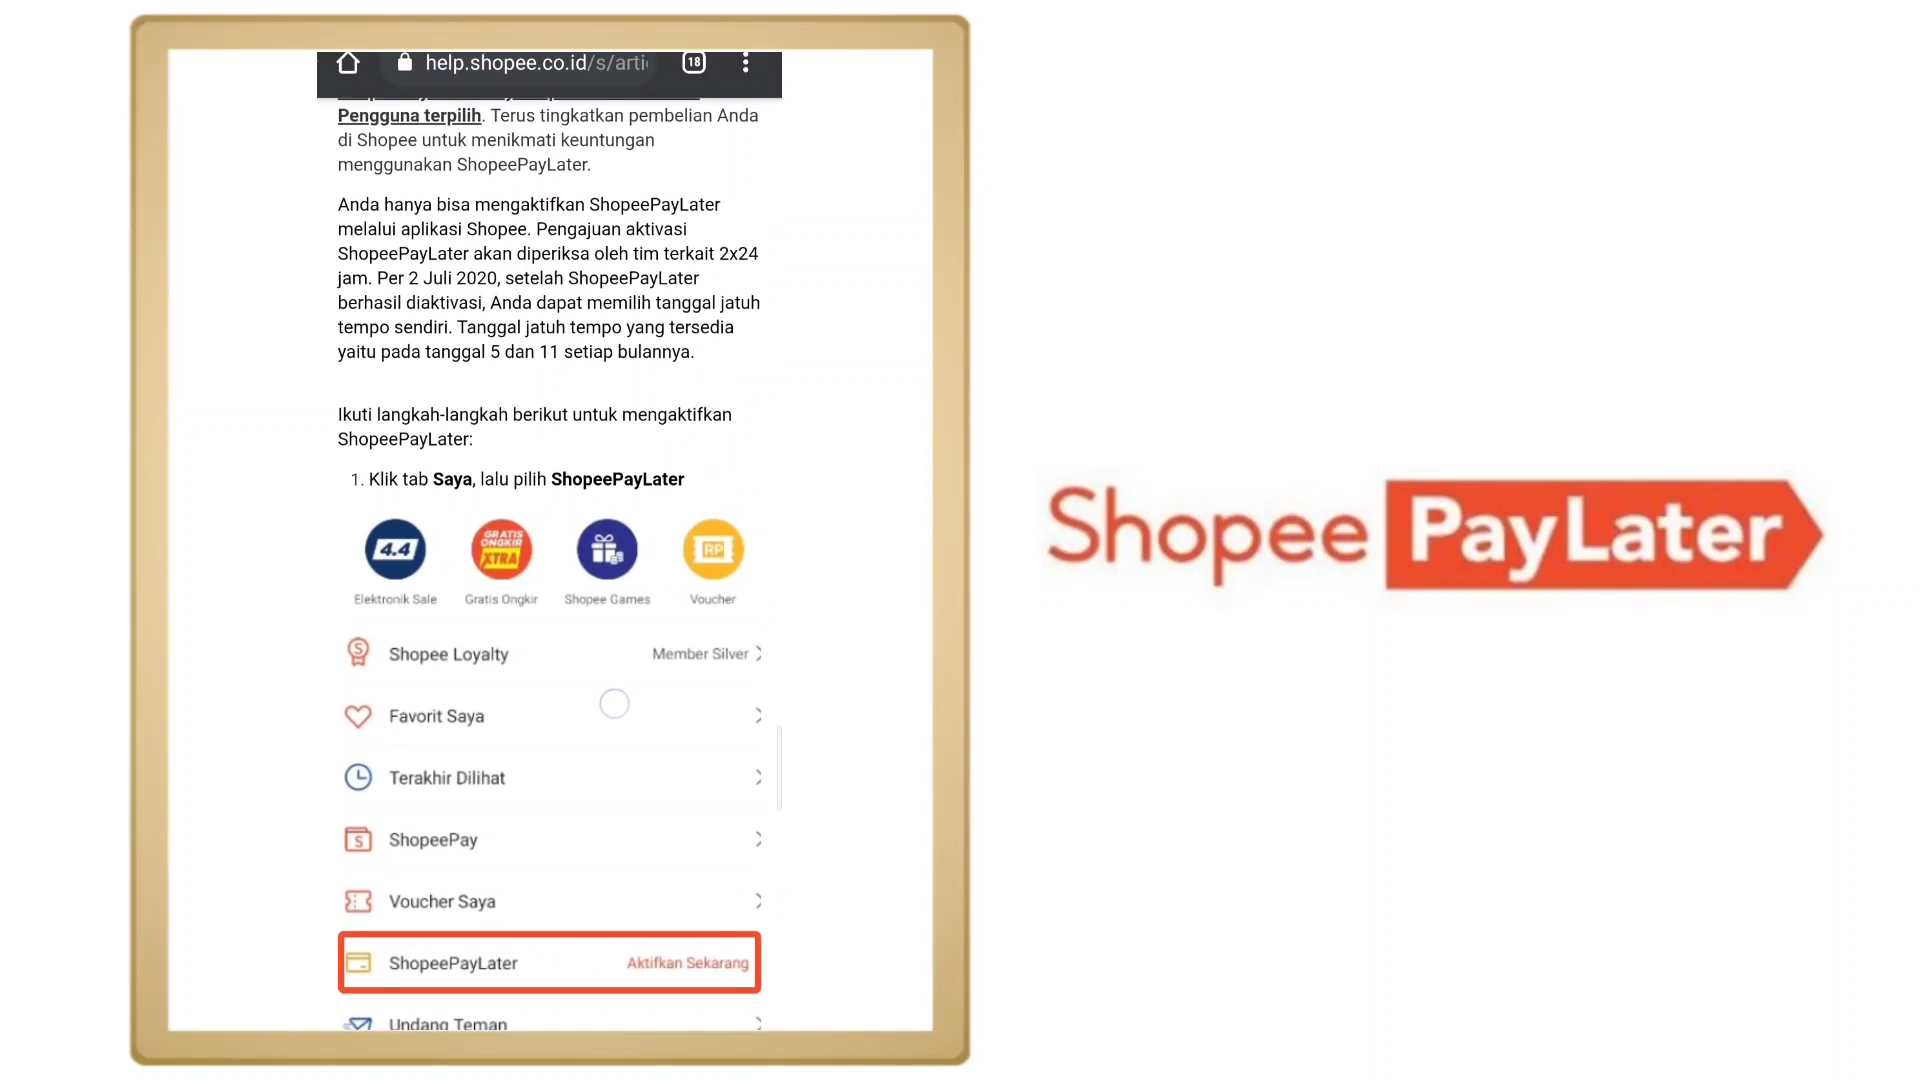 help.shopee.co.id/s/arti
18
Pengguna terpilih. Terus tingkatkan pembelian Anda
di Shopee untuk menikmati keuntungan
menggunakan ShopeePayLater.
Anda hanya bisa mengaktifkan ShopeePayLater
melalui aplikasi Shopee. Pengajuan aktivasi
ShopeePayLater akan diperiksa oleh tim terkait 2x24
jam. Per 2 Juli 2020, setelah ShopeePayLater
berhasil diaktivasi, Anda dapat memilih tanggal jatuh
tempo sendiri. Tanggal jatuh tempo yang tersedia
yaitu pada tanggal 5 dan 11 setiap bulannya.
Ikuti langkah-langkah berikut untuk mengaktifkan
ShopeePayLater:
1. Klik tab Saya, lalu pilih ShopeePayLater
4.4
GRATIS
ONGKIR
XTRA
RP
Elektronik Sale Gratis Ongkir Shopee Games Voucher
Shopee Loyalty Member Silver
Favorit Saya
Terakhir Dilihat
ShopeePay
Voucher Saya
ShopeePayLater Aktifkan Sekarang
Undang Teman
Shopee PayLater